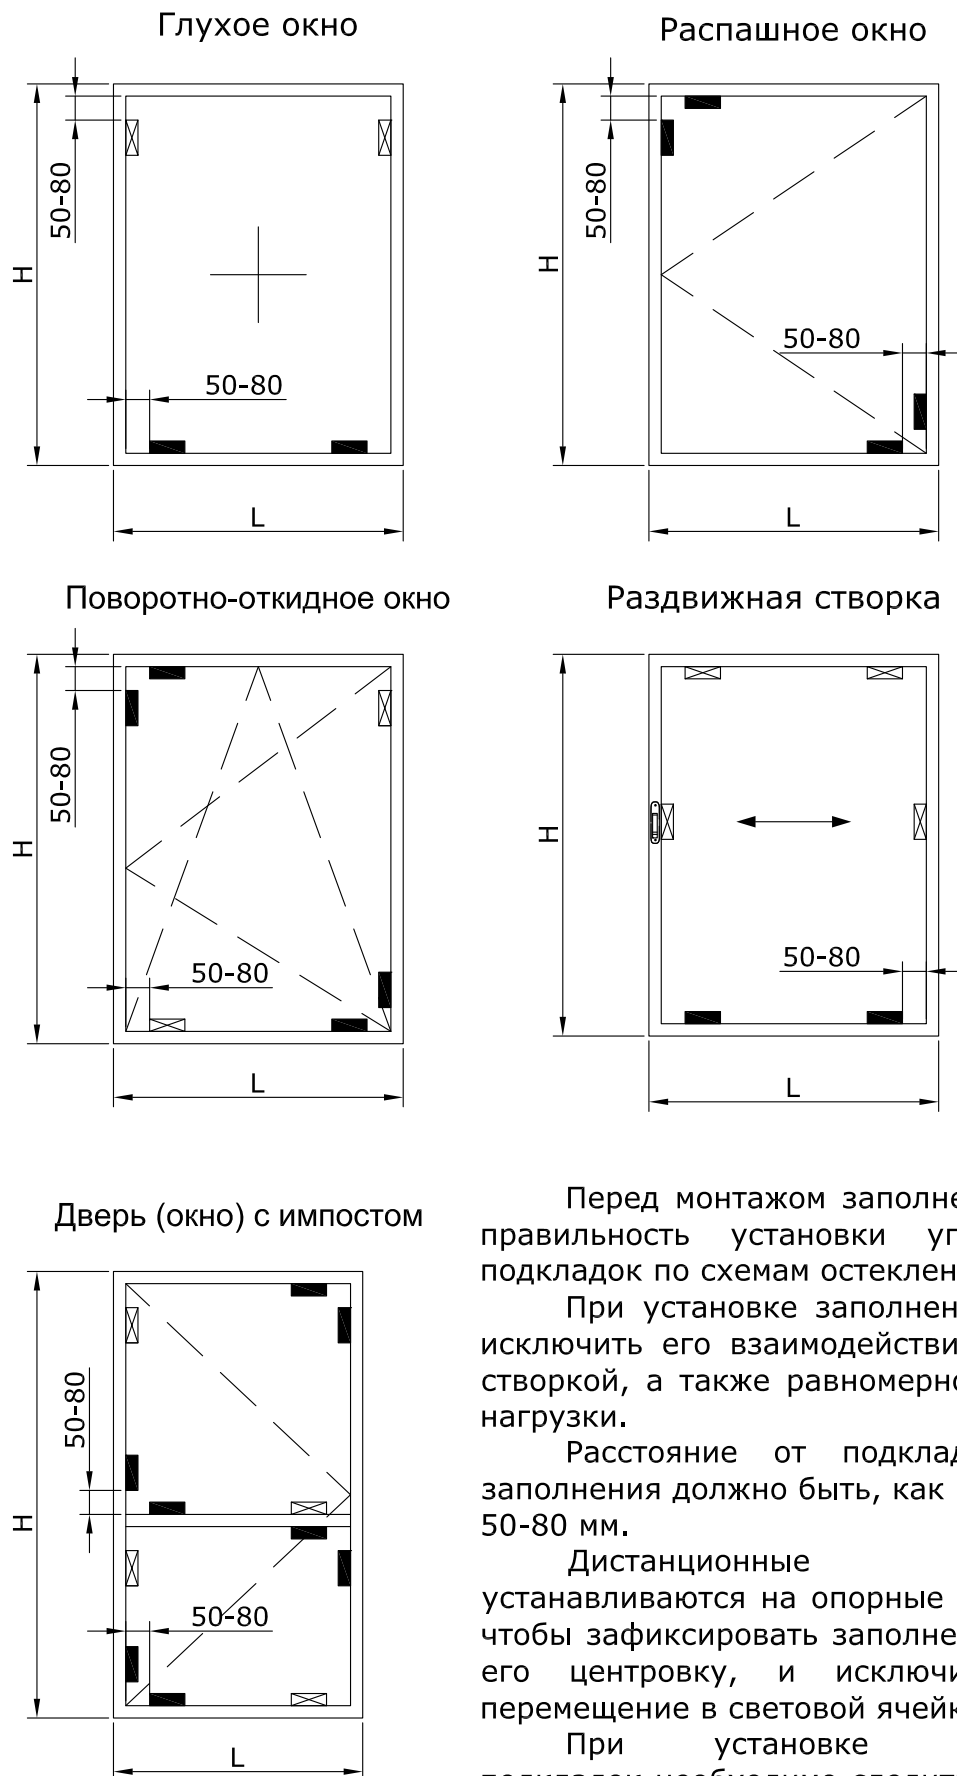 Глухое окно
Распашное окно
50-80
H
50-80
L
50-80
H
50-80
L
Поворотно-откидное окно
Раздвижная створка
50-80
H
50-80
L
H
50-80
L
Дверь (окно) с импостом
50-80
H
50-80
L
Перед монтажом заполне
правильность установки уп
подкладок по схемам остеклен
При установке заполнен
исключить его взаимодействи
створкой, а также равномерно
нагрузки.
Расстояние от подклад
заполнения должно быть, как
50-80 мм.
Дистанционные
устанавливаются на опорные
чтобы зафиксировать заполне
его центровку, и исключи
перемещение в световой ячейк
При установке